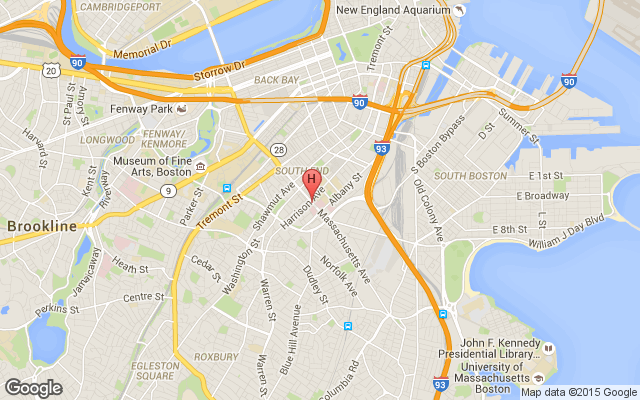 CAMBRIDGEPORT
New England Aquarium
Memorial Dr
Tremont St
90
20
Storrow Dr
BACK BAY
90
Amory St
St Paul St
Fenway Park
90
Summer St
D St
Harvard St
LONGWOOD
FENWAY/
KENMORE
28
93
S Boston Bypass
Museum of Fine
Arts, Boston
SOUTH END
SOUTH BOSTON
Kent St
Riverway
9
H
Albany St
E 1st St
Shawmut Ave
Harrison Ave
E Broadway
Parker St
Tremont St
Old Colony Ave
L St
William J Day Blvd
Brookline
E 8th St
Massachusetts Ave
Washington St
Jamaicaway
Heath St
Cedar St
Norfolk Ave
Dudley St
Centre St
Warren St
Perkins St
Blue Hill Avenue
ROXBURY
Warren St
EGLESTON
SQUARE
Columbia Rd
John F. Kennedy
Presidential Library...
University of
Massachusetts
Boston
93
Google
Map data ©2015 Google